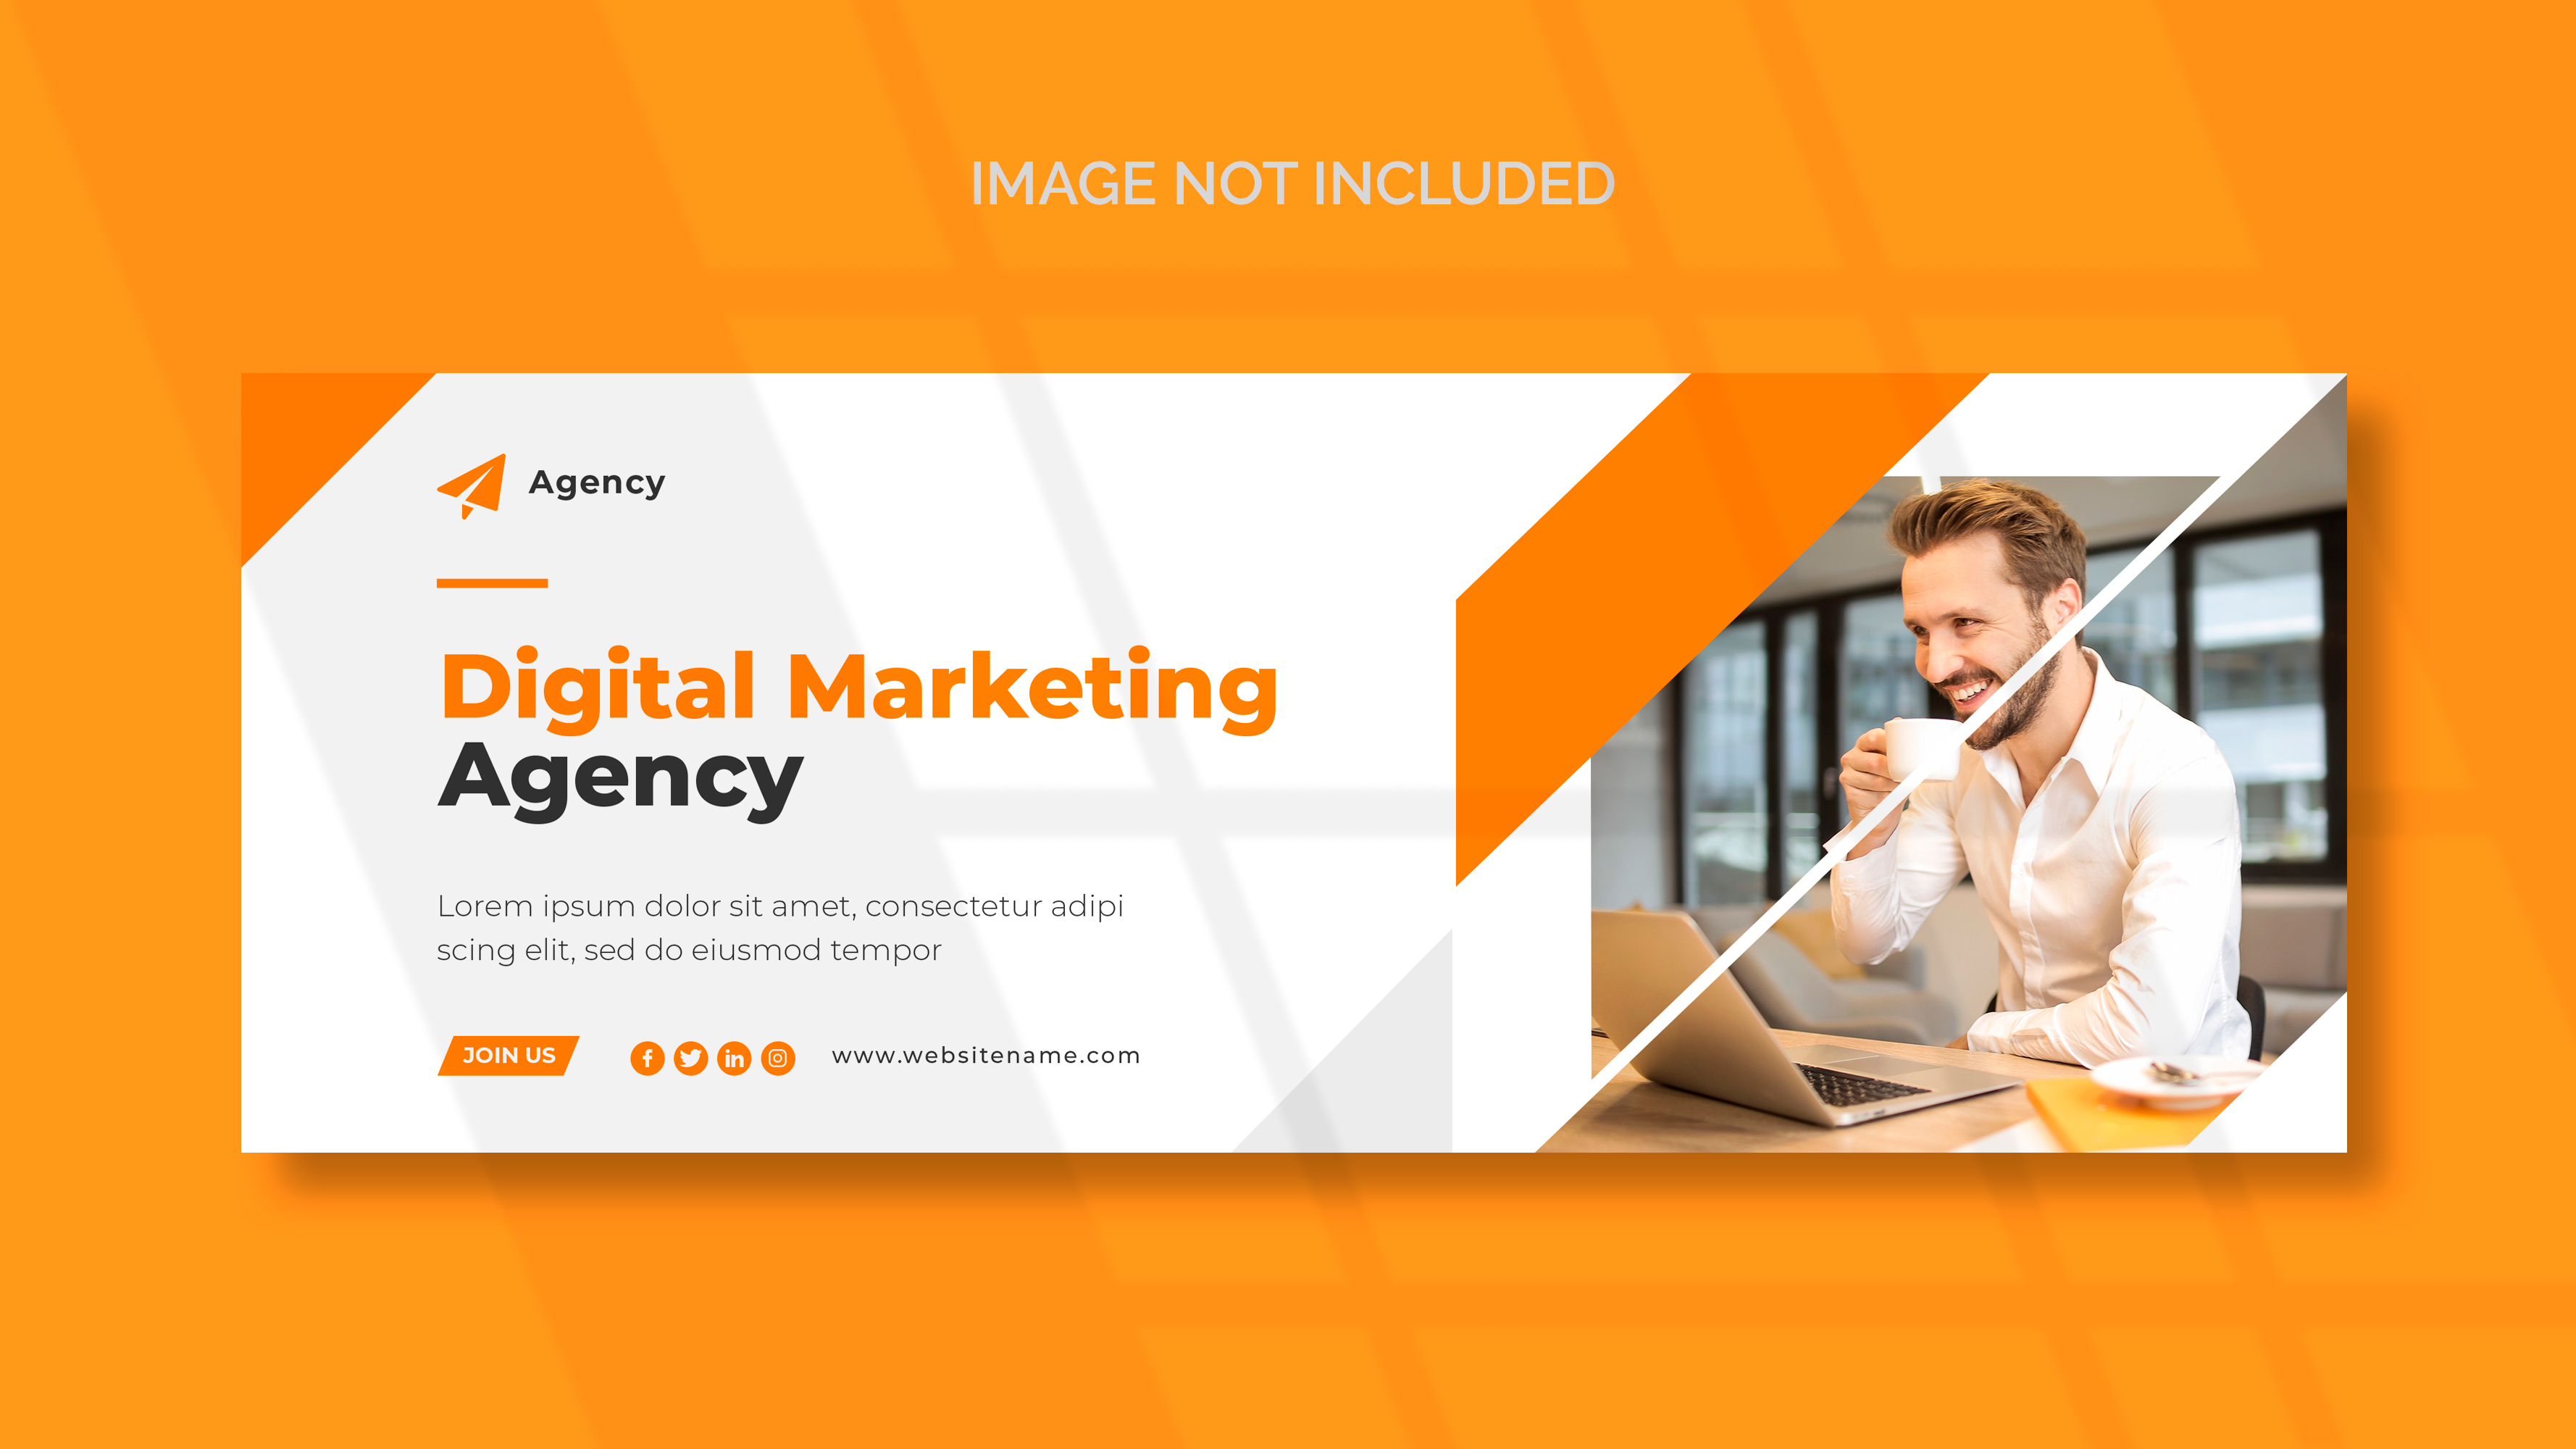 IMAGE NOT INCLUDED
Agency
Digital Marketing
Agency
Lorem ipsum dolor sit amet, consectetur adipi
scing elit, sed do eiusmod tempor
JOIN US
www.websitename.com